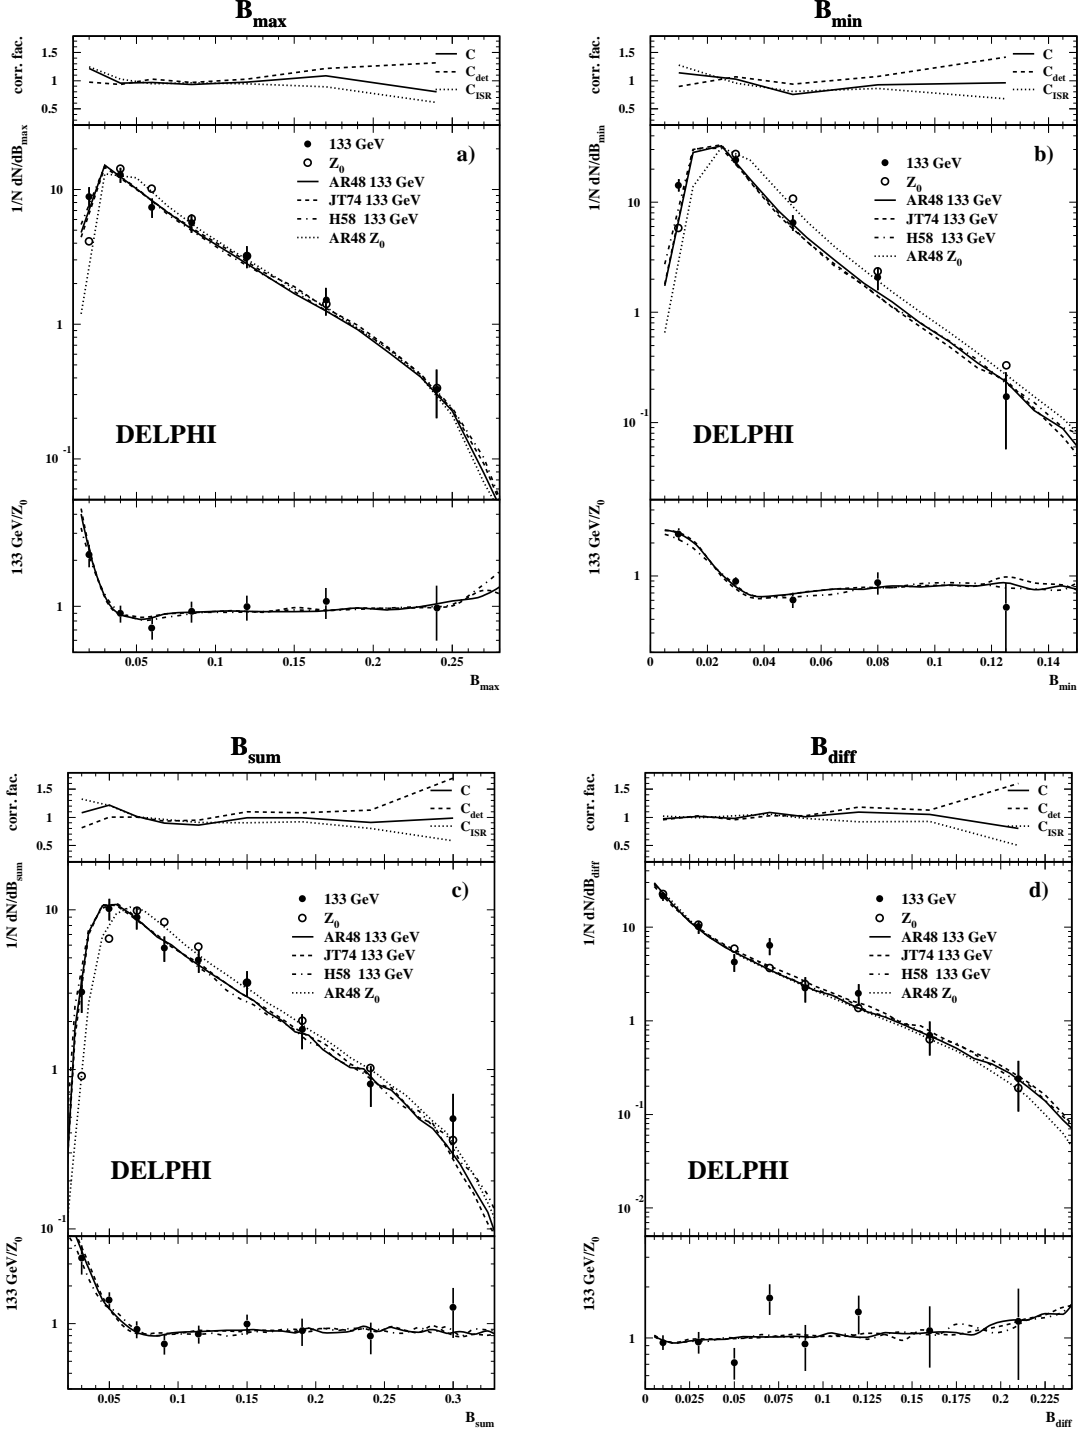 B_max
corr. fac.
1.5
1
0.5
C
C_det
C_ISR
1/N dN/dB_max
a)
133 GeV
Z_0
AR48 133 GeV
JT74 133 GeV
H58 133 GeV
AR48 Z_0
10
1
10^-1
DELPHI
133 GeV/Z_0
1
0.05 0.1 0.15 0.2 0.25
B_max
B_min
corr. fac.
1.5
1
0.5
C
C_det
C_ISR
1/N dN/dB_min
b)
133 GeV
Z_0
AR48 133 GeV
JT74 133 GeV
H58 133 GeV
AR48 Z_0
10
1
10^-1
DELPHI
133 GeV/Z_0
1
0 0.02 0.04 0.06 0.08 0.1 0.12 0.14
B_min
B_sum
corr. fac.
1.5
1
0.5
C
C_det
C_ISR
1/N dN/dB_sum
c)
133 GeV
Z_0
AR48 133 GeV
JT74 133 GeV
H58 133 GeV
AR48 Z_0
10
1
10^-1
DELPHI
133 GeV/Z_0
1
0.05 0.1 0.15 0.2 0.25 0.3
B_sum
B_diff
corr. fac.
1.5
1
0.5
C
C_det
C_ISR
1/N dN/dB_diff
d)
133 GeV
Z_0
AR48 133 GeV
JT74 133 GeV
H58 133 GeV
AR48 Z_0
10
1
10^-1
10^-2
DELPHI
133 GeV/Z_0
1
0 0.025 0.05 0.075 0.1 0.125 0.15 0.175 0.2 0.225
B_diff